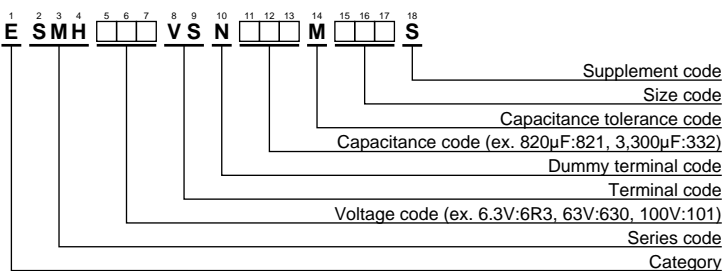 1 2 3 4 5 6 7 8 9 10 11 12 13 14 15 16 17 18
E SMH □□□ VS N □□□ M □□□ S
Supplement code
Size code
Capacitance tolerance code
Capacitance code (ex. 820μF:821, 3,300μF:332)
Dummy terminal code
Terminal code
Voltage code (ex. 6.3V:6R3, 63V:630, 100V:101)
Series code
Category